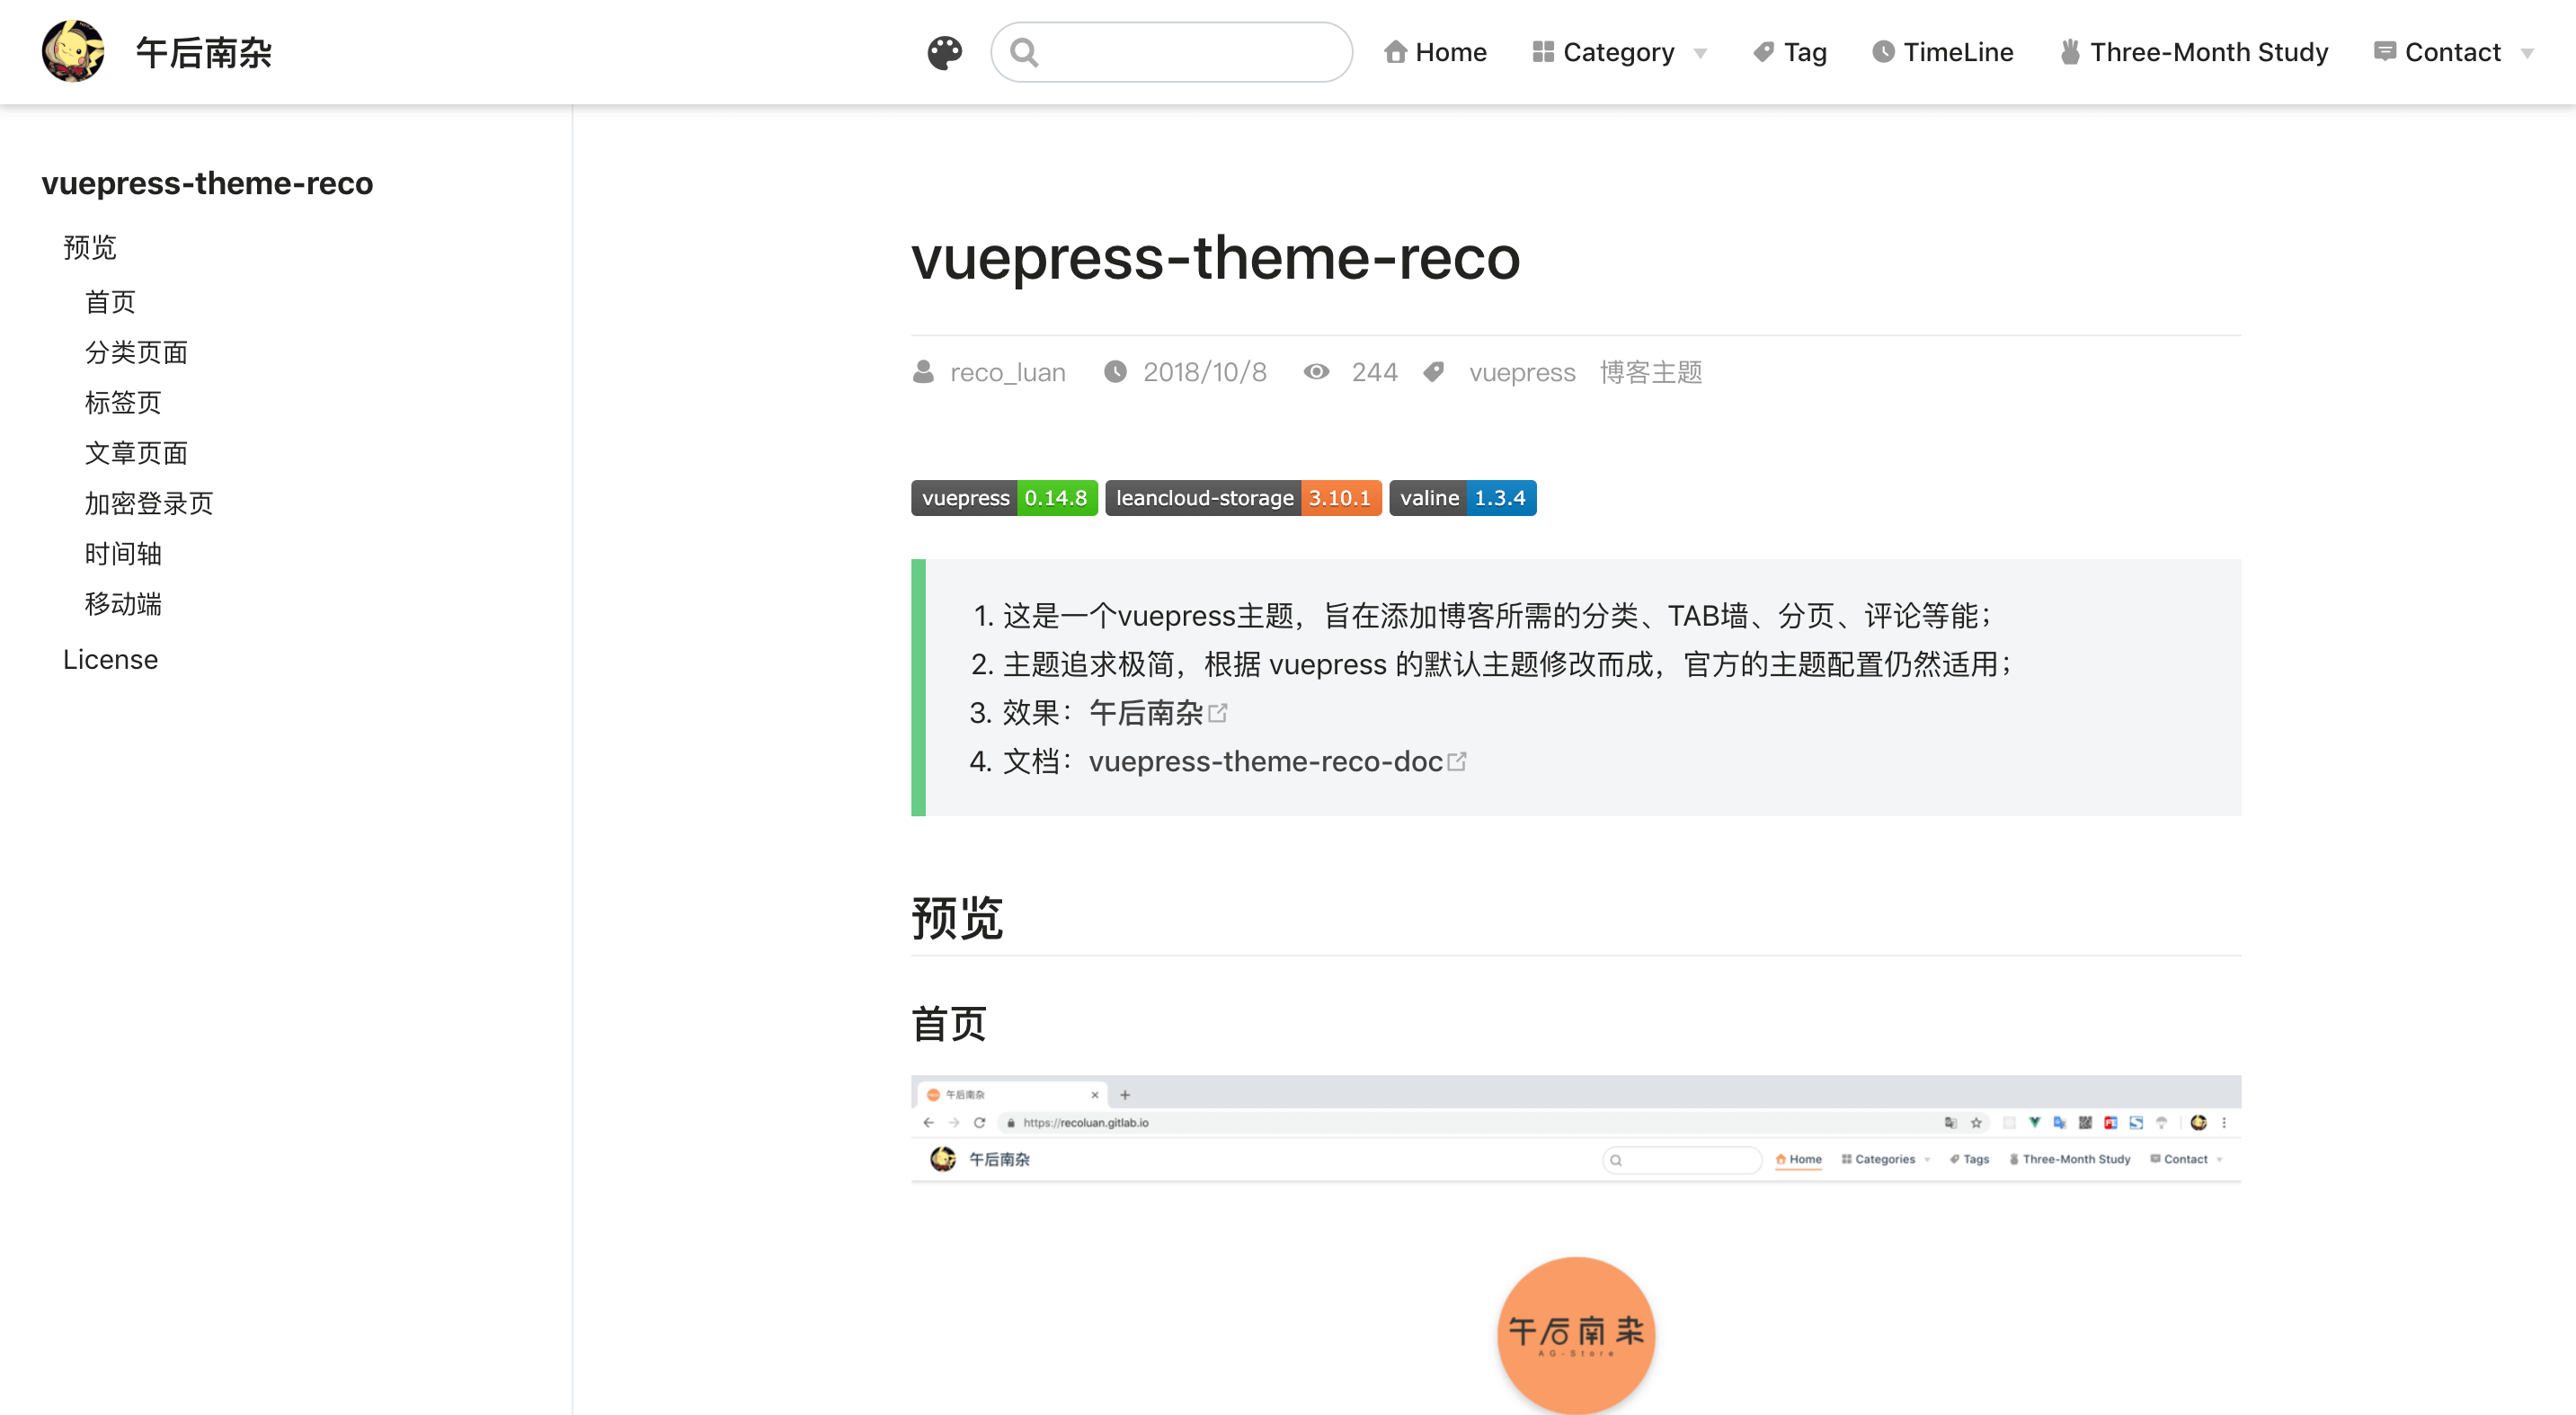 午后南杂
Home Category Tag TimeLine Three-Month Study Contact
vuepress-theme-reco
预览
首页
分类页面
标签页
文章页面
加密登录页
时间轴
移动端
License
vuepress-theme-reco
reco_luan 2018/10/8 244 vuepress 博客主题
vuepress 0.14.8 leancloud-storage 3.10.1 valine 1.3.4
1. 这是一个vuepress主题，旨在添加博客所需的分类、TAB墙、分页、评论等能；
2. 主题追求极简，根据 vuepress 的默认主题修改而成，官方的主题配置仍然适用；
3. 效果：午后南杂
4. 文档：vuepress-theme-reco-doc
预览
首页
午后南杂
https://recoluan.gitlab.io
午后南杂 Home Categories Tags Three-Month Study Contact
午后南杂
AG-Store